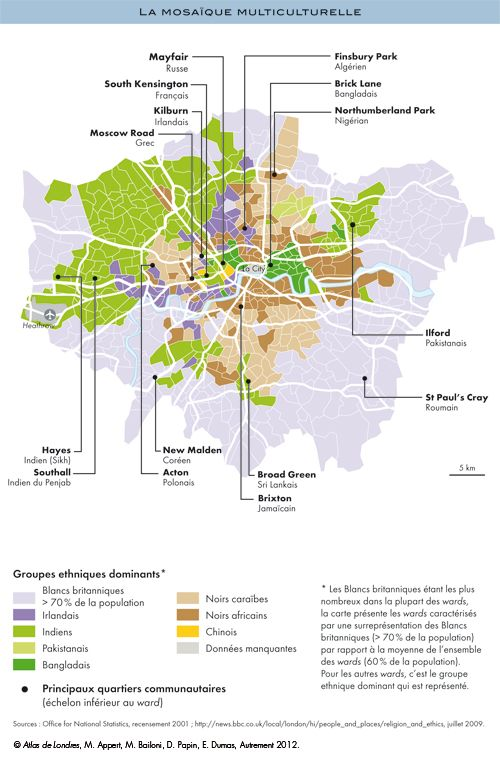 LA MOSAÏQUE MULTICULTURELLE
Mayfair
Russe
South Kensington
Français
Kilburn
Irlandais
Moscow Road
Grec
Finsbury Park
Algérien
Brick Lane
Bangladais
Northumberland Park
Nigérian
La City
Heathrow
Ilford
Pakistanais
St Paul's Cray
Roumain
Hayes
Indien (Sikh)
Southall
Indien du Penjab
New Malden
Coréen
Acton
Polonais
Broad Green
Sri Lankais
Brixton
Jamaïcain
5 km
Groupes ethniques dominants*
Blancs britanniques
> 70 % de la population
Irlandais
Indiens
Pakistanais
Bangladais
Noirs caraïbes
Noirs africains
Chinois
Données manquantes
Principaux quartiers communautaires
(échelon inférieur au ward)
* Les Blancs britanniques étant les plus
nombreux dans la plupart des wards,
la carte présente les wards caractérisés
par une surreprésentation des Blancs
britanniques (> 70 % de la population)
par rapport à la moyenne de l'ensemble
des wards (60 % de la population).
Pour les autres wards, c'est le groupe
ethnique dominant qui est représenté.
Sources : Office for National Statistics, recensement 2001 ; http://news.bbc.co.uk/local/london/hi/people_and_places/religion_and_ethics, juillet 2009.
© Atlas de Londres, M. Appert, M. Bailoni, D. Papin, E. Dumas, Autrement 2012.